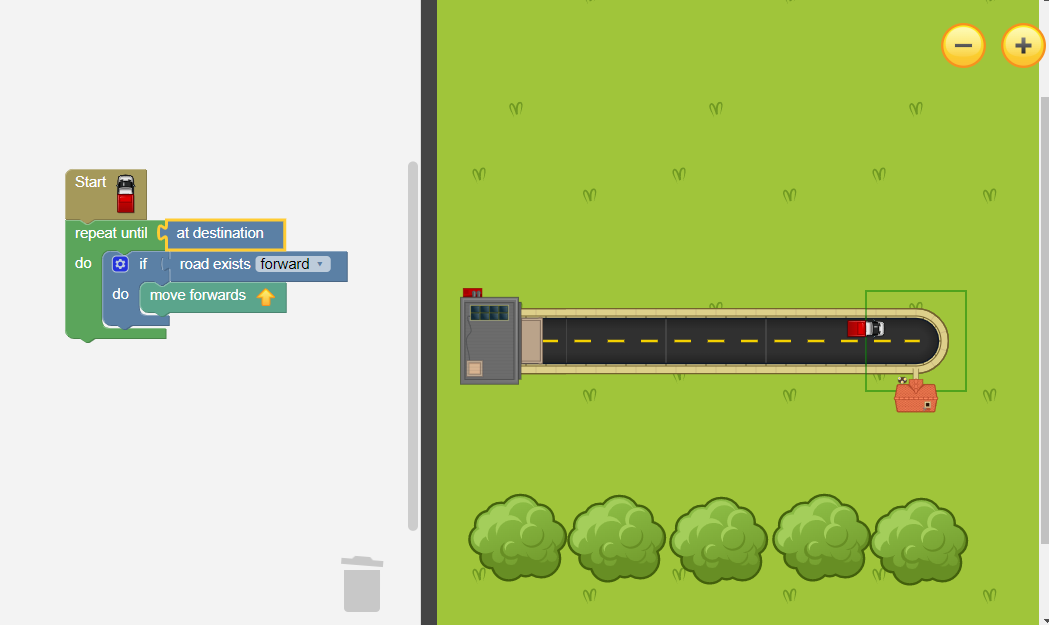 Start
repeat until at destination
do if road exists forward
do move forwards